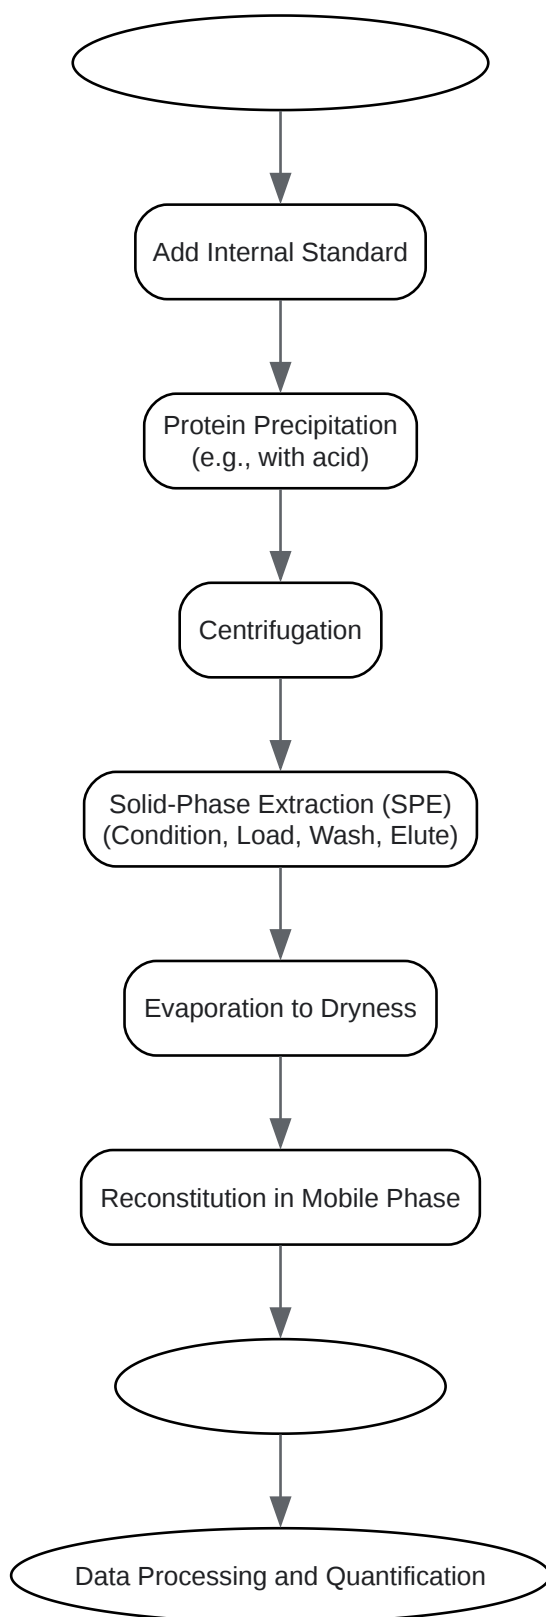 Add Internal Standard
Protein Precipitation
(e.g., with acid)
Centrifugation
Solid-Phase Extraction (SPE)
(Condition, Load, Wash, Elute)
Evaporation to Dryness
Reconstitution in Mobile Phase
Data Processing and Quantification